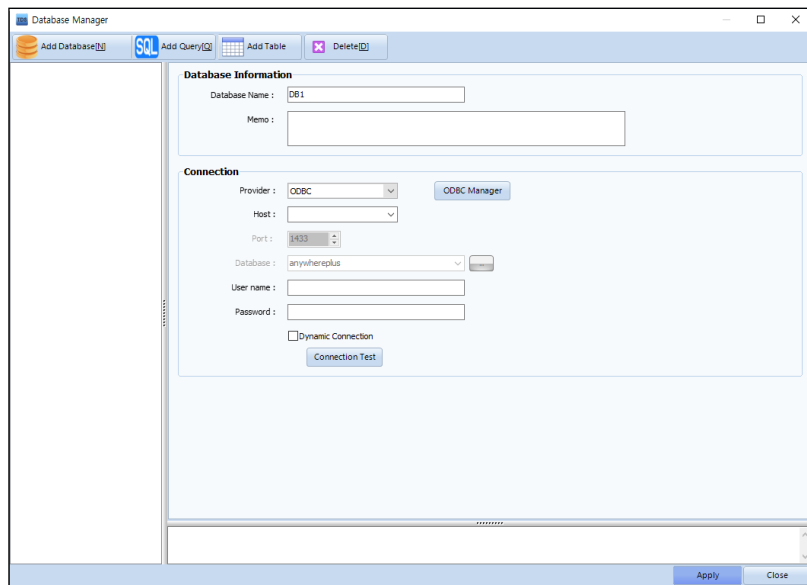 Database Manager
Add Database[N] SQL Add Query[Q] Add Table Delete[D]
Database Information
Database Name : DB1
Memo :
Connection
Provider : ODBC ODBC Manager
Host :
Port : 1433
Database : anywhereplus ...
User name :
Password :
Dynamic Connection
Connection Test
Apply Close